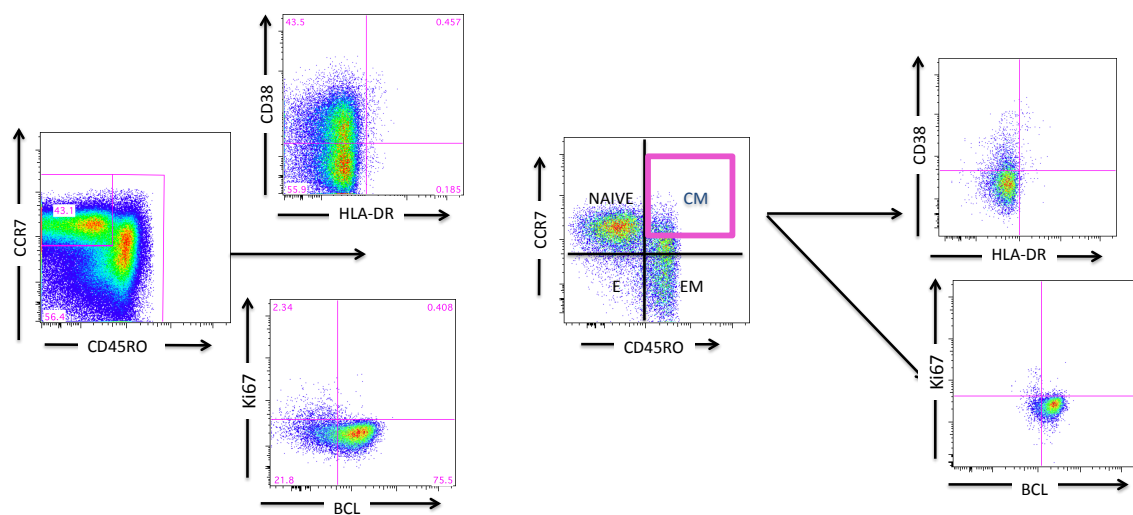 43.5
0.457
CD38
55.9
0.185
HLA-DR
CCR7
43.1
56.4
CD45RO
2.34
0.408
Ki67
21.8
75.5
BCL
CCR7
NAIVE
CM
E
EM
CD45RO
CD38
HLA-DR
Ki67
BCL